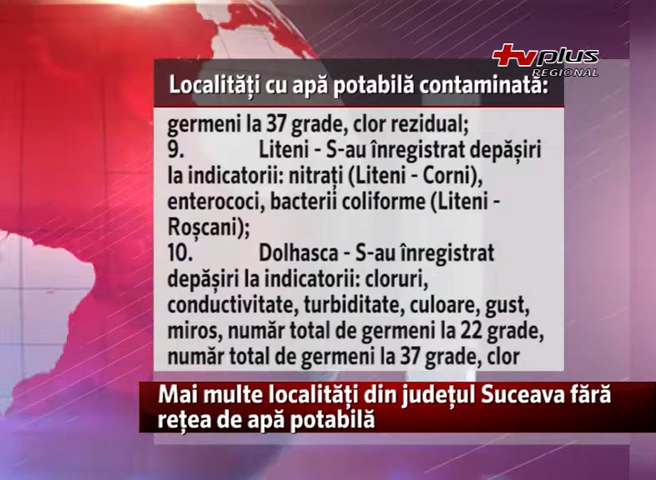 tvplus
REGIONAL
Localități cu apă potabilă contaminată:
germeni la 37 grade, clor rezidual;
9. Liteni - S-au înregistrat depășiri
la indicatorii: nitrați (Liteni - Corni),
enterococi, bacterii coliforme (Liteni -
Roșcani);
10. Dolhasca - S-au înregistrat
depășiri la indicatorii: cloruri,
conductivitate, turbiditate, culoare, gust,
miros, număr total de germeni la 22 grade,
număr total de germeni la 37 grade, clor
Mai multe localități din județul Suceava fără
rețea de apă potabilă